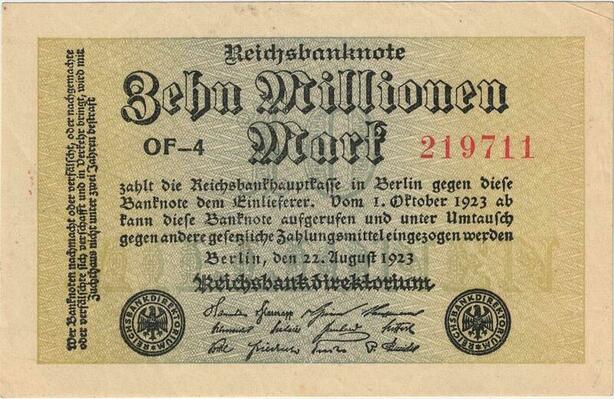 Reichsbanknote
Zehn Millionen
Mark
OF-4
219711
zahlt die Reichsbankhauptkasse in Berlin gegen diese
Banknote dem Einlieferer. Vom 1. Oktober 1923 ab
kann diese Banknote aufgerufen und unter Umtausch
gegen andere gesetzliche Zahlungsmittel eingezogen werden
Berlin, den 22. August 1923
Reichsbankdirektorium
Wer Banknoten nachmacht oder verfälscht, oder nachgemachte
oder verfälschte sich verschafft und in Verkehr bringt, wird mit
Zuchthaus nicht unter zwei Jahren bestraft
REICHSBANKDIREKTORIUM
REICHSBANKDIREKTORIUM